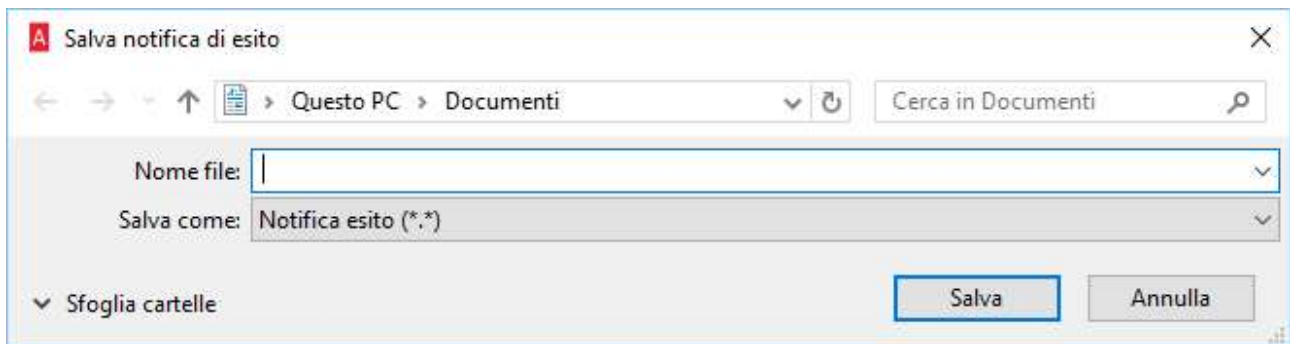 A Salva notifica di esito
Questo PC > Documenti
Cerca in Documenti
Nome file:
Salva come: Notifica esito (*.*)
Sfoglia cartelle
Salva
Annulla